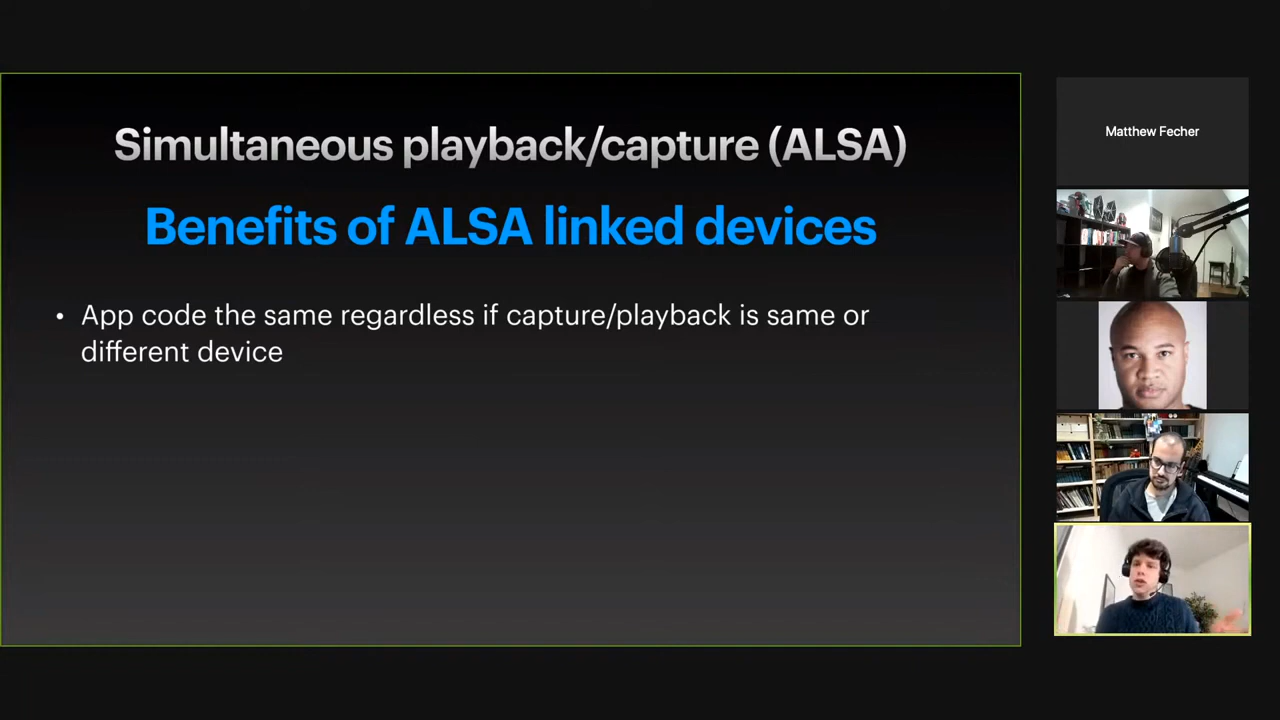 Simultaneous playback/capture (ALSA)
Benefits of ALSA linked devices
• App code the same regardless if capture/playback is same or
different device
Matthew Fecher